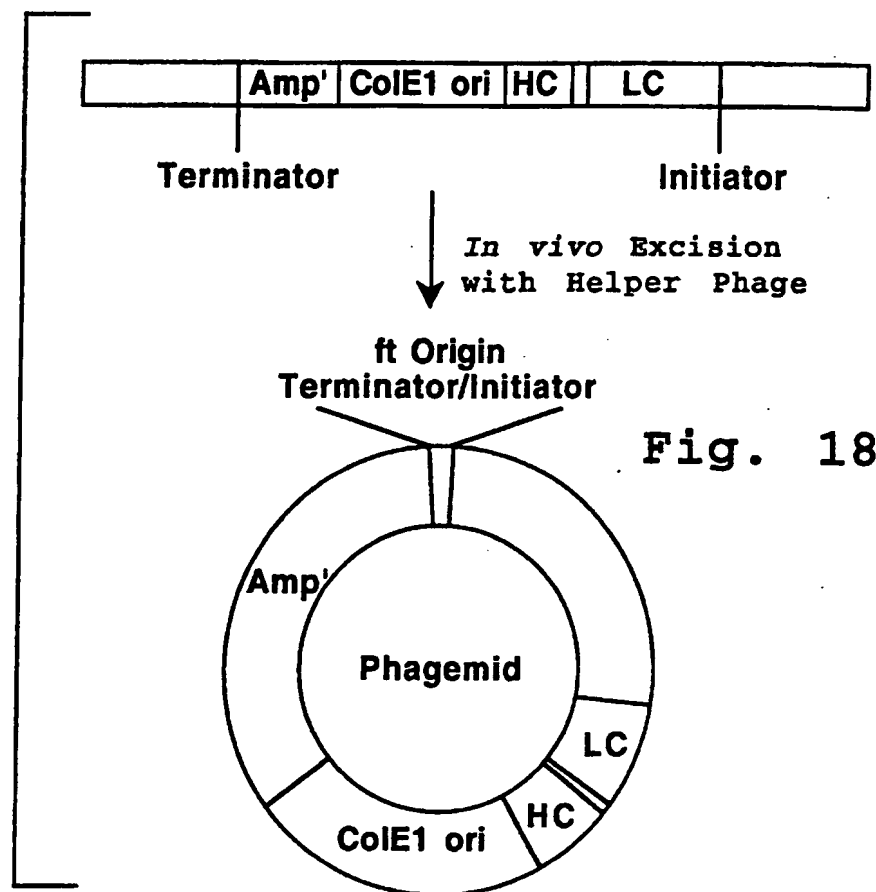 Amp' ColE1 ori HC LC
Terminator Initiator
In vivo Excision
with Helper Phage
ft Origin
Terminator/Initiator
Fig. 18
Amp'
Phagemid
LC
HC
ColE1 ori